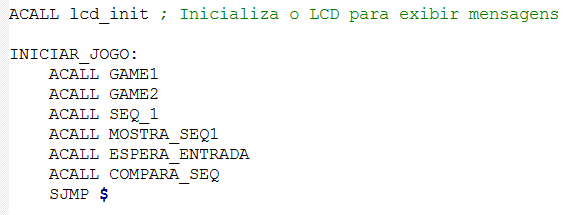 ACALL lcd_init ; Inicializa o LCD para exibir mensagens
INICIAR_JOGO:
ACALL GAME1
ACALL GAME2
ACALL SEQ_1
ACALL MOSTRA_SEQ1
ACALL ESPERA_ENTRADA
ACALL COMPARA_SEQ
SJMP $